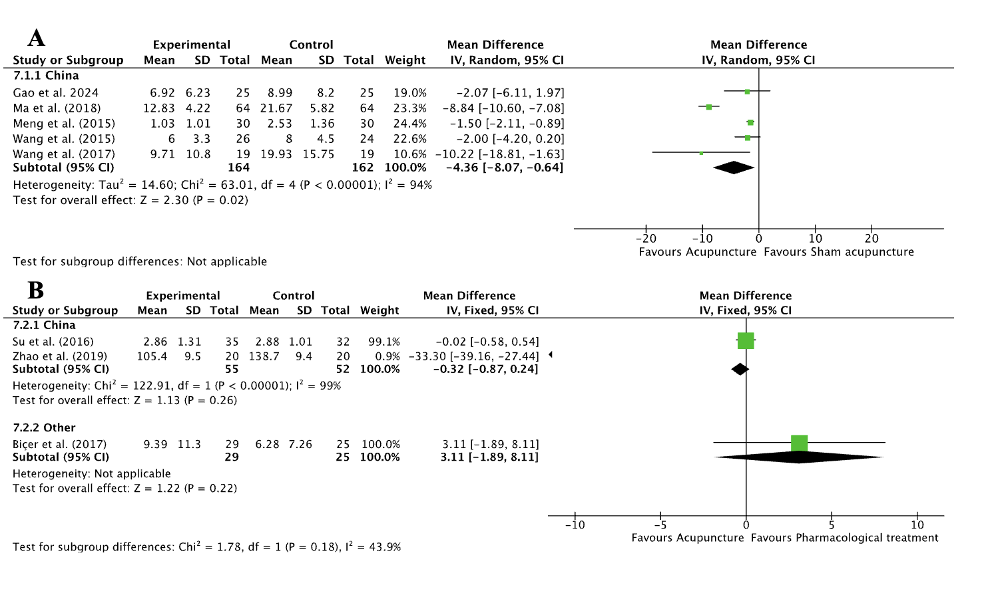 A
Experimental Control Mean Difference Mean Difference
Study or Subgroup Mean SD Total Mean SD Total Weight IV, Random, 95% CI IV, Random, 95% CI
7.1.1 China
Gao et al. 2024 6.92 6.23 25 8.99 8.2 25 19.0% −2.07 [−6.11, 1.97]
Ma et al. (2018) 12.83 4.22 64 21.67 5.82 64 23.3% −8.84 [−10.60, −7.08]
Meng et al. (2015) 1.03 1.01 30 2.53 1.36 30 24.4% −1.50 [−2.11, −0.89]
Wang et al. (2015) 6 3.3 26 8 4.5 24 22.6% −2.00 [−4.20, 0.20]
Wang et al. (2017) 9.71 10.8 19 19.93 15.75 19 10.6% −10.22 [−18.81, −1.63]
Subtotal (95% CI) 164 162 100.0% −4.36 [−8.07, −0.64]
Heterogeneity: Tau² = 14.60; Chi² = 63.01, df = 4 (P < 0.00001); I² = 94%
Test for overall effect: Z = 2.30 (P = 0.02)
−20 −10 0 10 20
Favours Acupuncture Favours Sham acupuncture
Test for subgroup differences: Not applicable
B
Experimental Control Mean Difference Mean Difference
Study or Subgroup Mean SD Total Mean SD Total Weight IV, Fixed, 95% CI IV, Fixed, 95% CI
7.2.1 China
Su et al. (2016) 2.86 1.31 35 2.88 1.01 32 99.1% −0.02 [−0.58, 0.54]
Zhao et al. (2019) 105.4 9.5 20 138.7 9.4 20 0.9% −33.30 [−39.16, −27.44]
Subtotal (95% CI) 55 52 100.0% −0.32 [−0.87, 0.24]
Heterogeneity: Chi² = 122.91, df = 1 (P < 0.00001); I² = 99%
Test for overall effect: Z = 1.13 (P = 0.26)
7.2.2 Other
Biçer et al. (2017) 9.39 11.3 29 6.28 7.26 25 100.0% 3.11 [−1.89, 8.11]
Subtotal (95% CI) 29 25 100.0% 3.11 [−1.89, 8.11]
Heterogeneity: Not applicable
Test for overall effect: Z = 1.22 (P = 0.22)
−10 −5 0 5 10
Favours Acupuncture Favours Pharmacological treatment
Test for subgroup differences: Chi² = 1.78, df = 1 (P = 0.18), I² = 43.9%